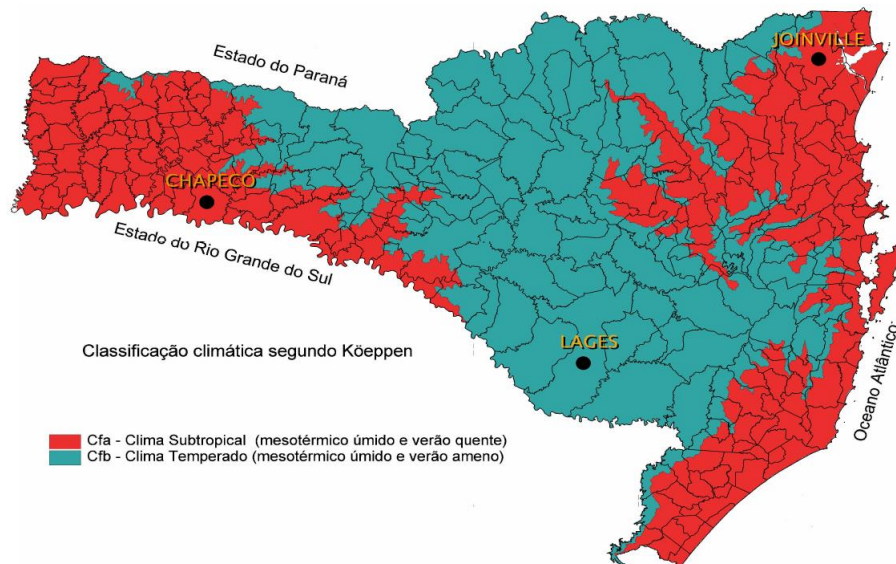 JOINVILLE
Estado do Paraná
CHAPECÓ
Estado do Rio Grande do Sul
LAGES
Classificação climática segundo Köeppen
Oceano Atlântico
Cfa - Clima Subtropical (mesotérmico úmido e verão quente)
Cfb - Clima Temperado (mesotérmico úmido e verão ameno)